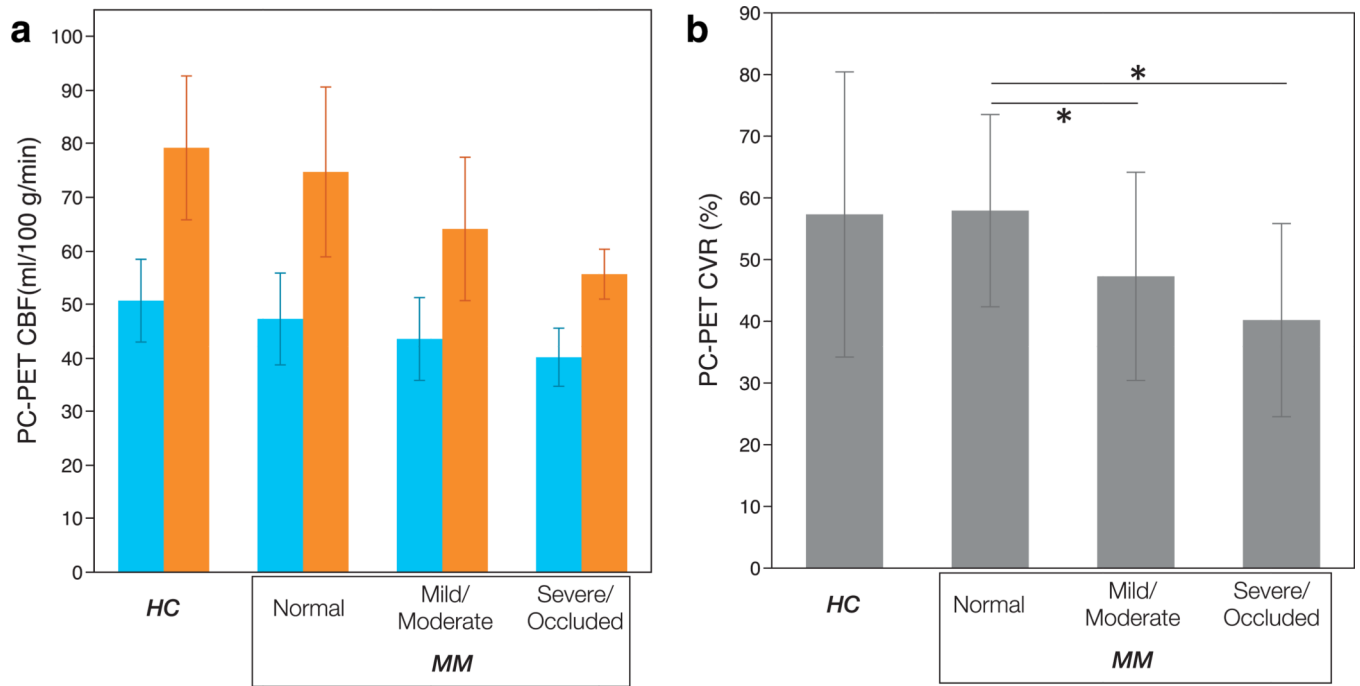 a
PC-PET CBF(ml/100 g/min)
100
90
80
70
60
50
40
30
20
10
0
HC
Normal
Mild/
Moderate
Severe/
Occluded
MM
b
PC-PET CVR (%)
90
80
70
60
50
40
30
20
10
0
*
*
HC
Normal
Mild/
Moderate
Severe/
Occluded
MM